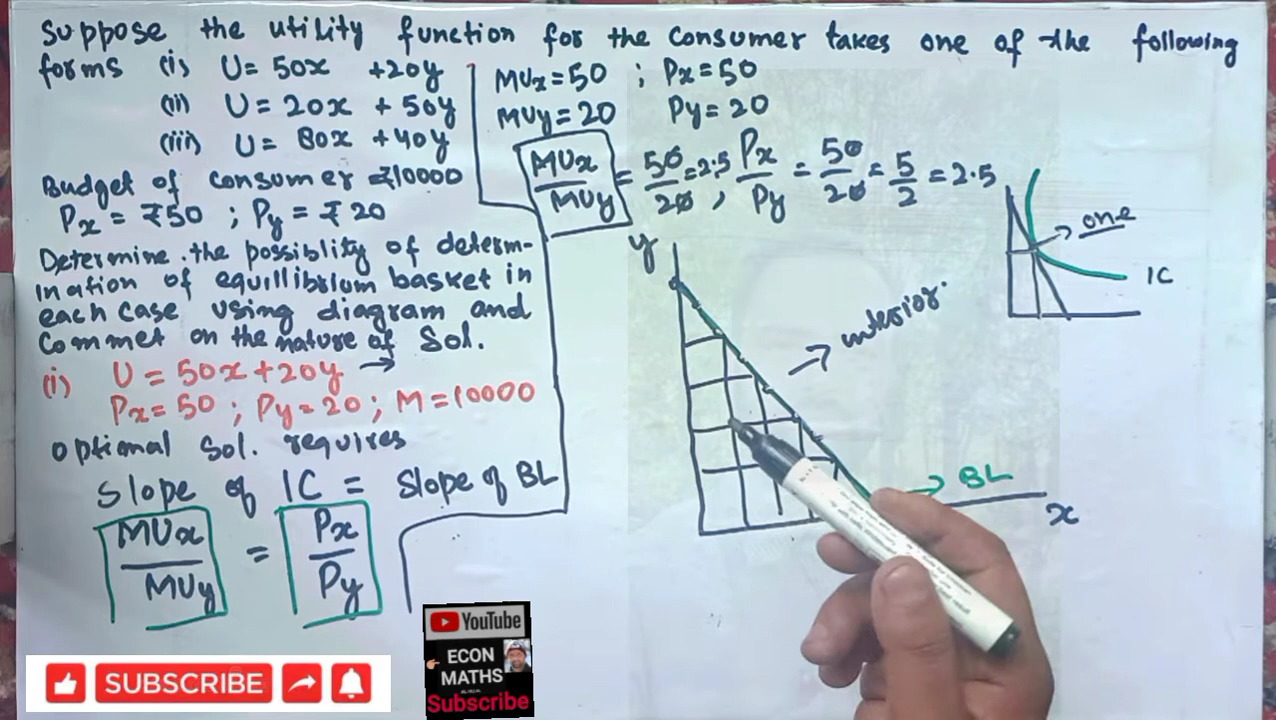 Suppose the utility function for the consumer takes one of the following
forms (i) U = 50x + 20y
(ii) U = 20x + 50y
(iii) U = 80x + 40y
Budget of consumer = ₹10000
Px = ₹50 ; Py = ₹20
Determine the possiblity of determ-
ination of equillibrium basket in
each case using diagram and
Commet on the nature of Sol.
(i) U = 50x + 20y →
Px = 50 ; Py = 20 ; M = 10000
Optimal Sol. requires
Slope of IC = Slope of BL
MUx/MUy = Px/Py
MUx = 50 ; Px = 50
MUy = 20 Py = 20
MUx/MUy = 50/20 = 2.5 , Px/Py = 50/20 = 5/2 = 2.5
y
interior
→ BL
x
one
IC
SUBSCRIBE
YouTube
ECON
MATHS
Subscribe